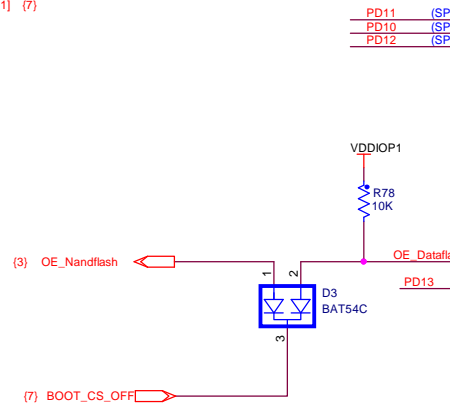 1] {7}
PD11 (SP
PD10 (SP
PD12 (SP
VDDIOP1
R78
10K
{3} OE_Nandflash
OE_Datafla
1
2
PD13
D3
BAT54C
3
{7} BOOT_CS_OFF